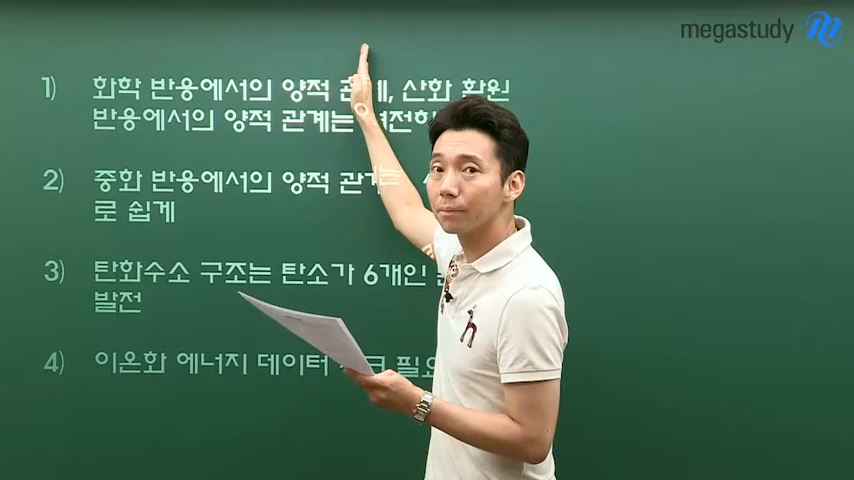 megastudy
1) 화학 반응에서의 양적 관계, 산화 환원
반응에서의 양적 관계는
2) 중화 반응에서의 양적 관계는
로 쉽게
3) 탄화수소 구조는 탄소가 6개인
발전
4) 이온화 에너지 데이터